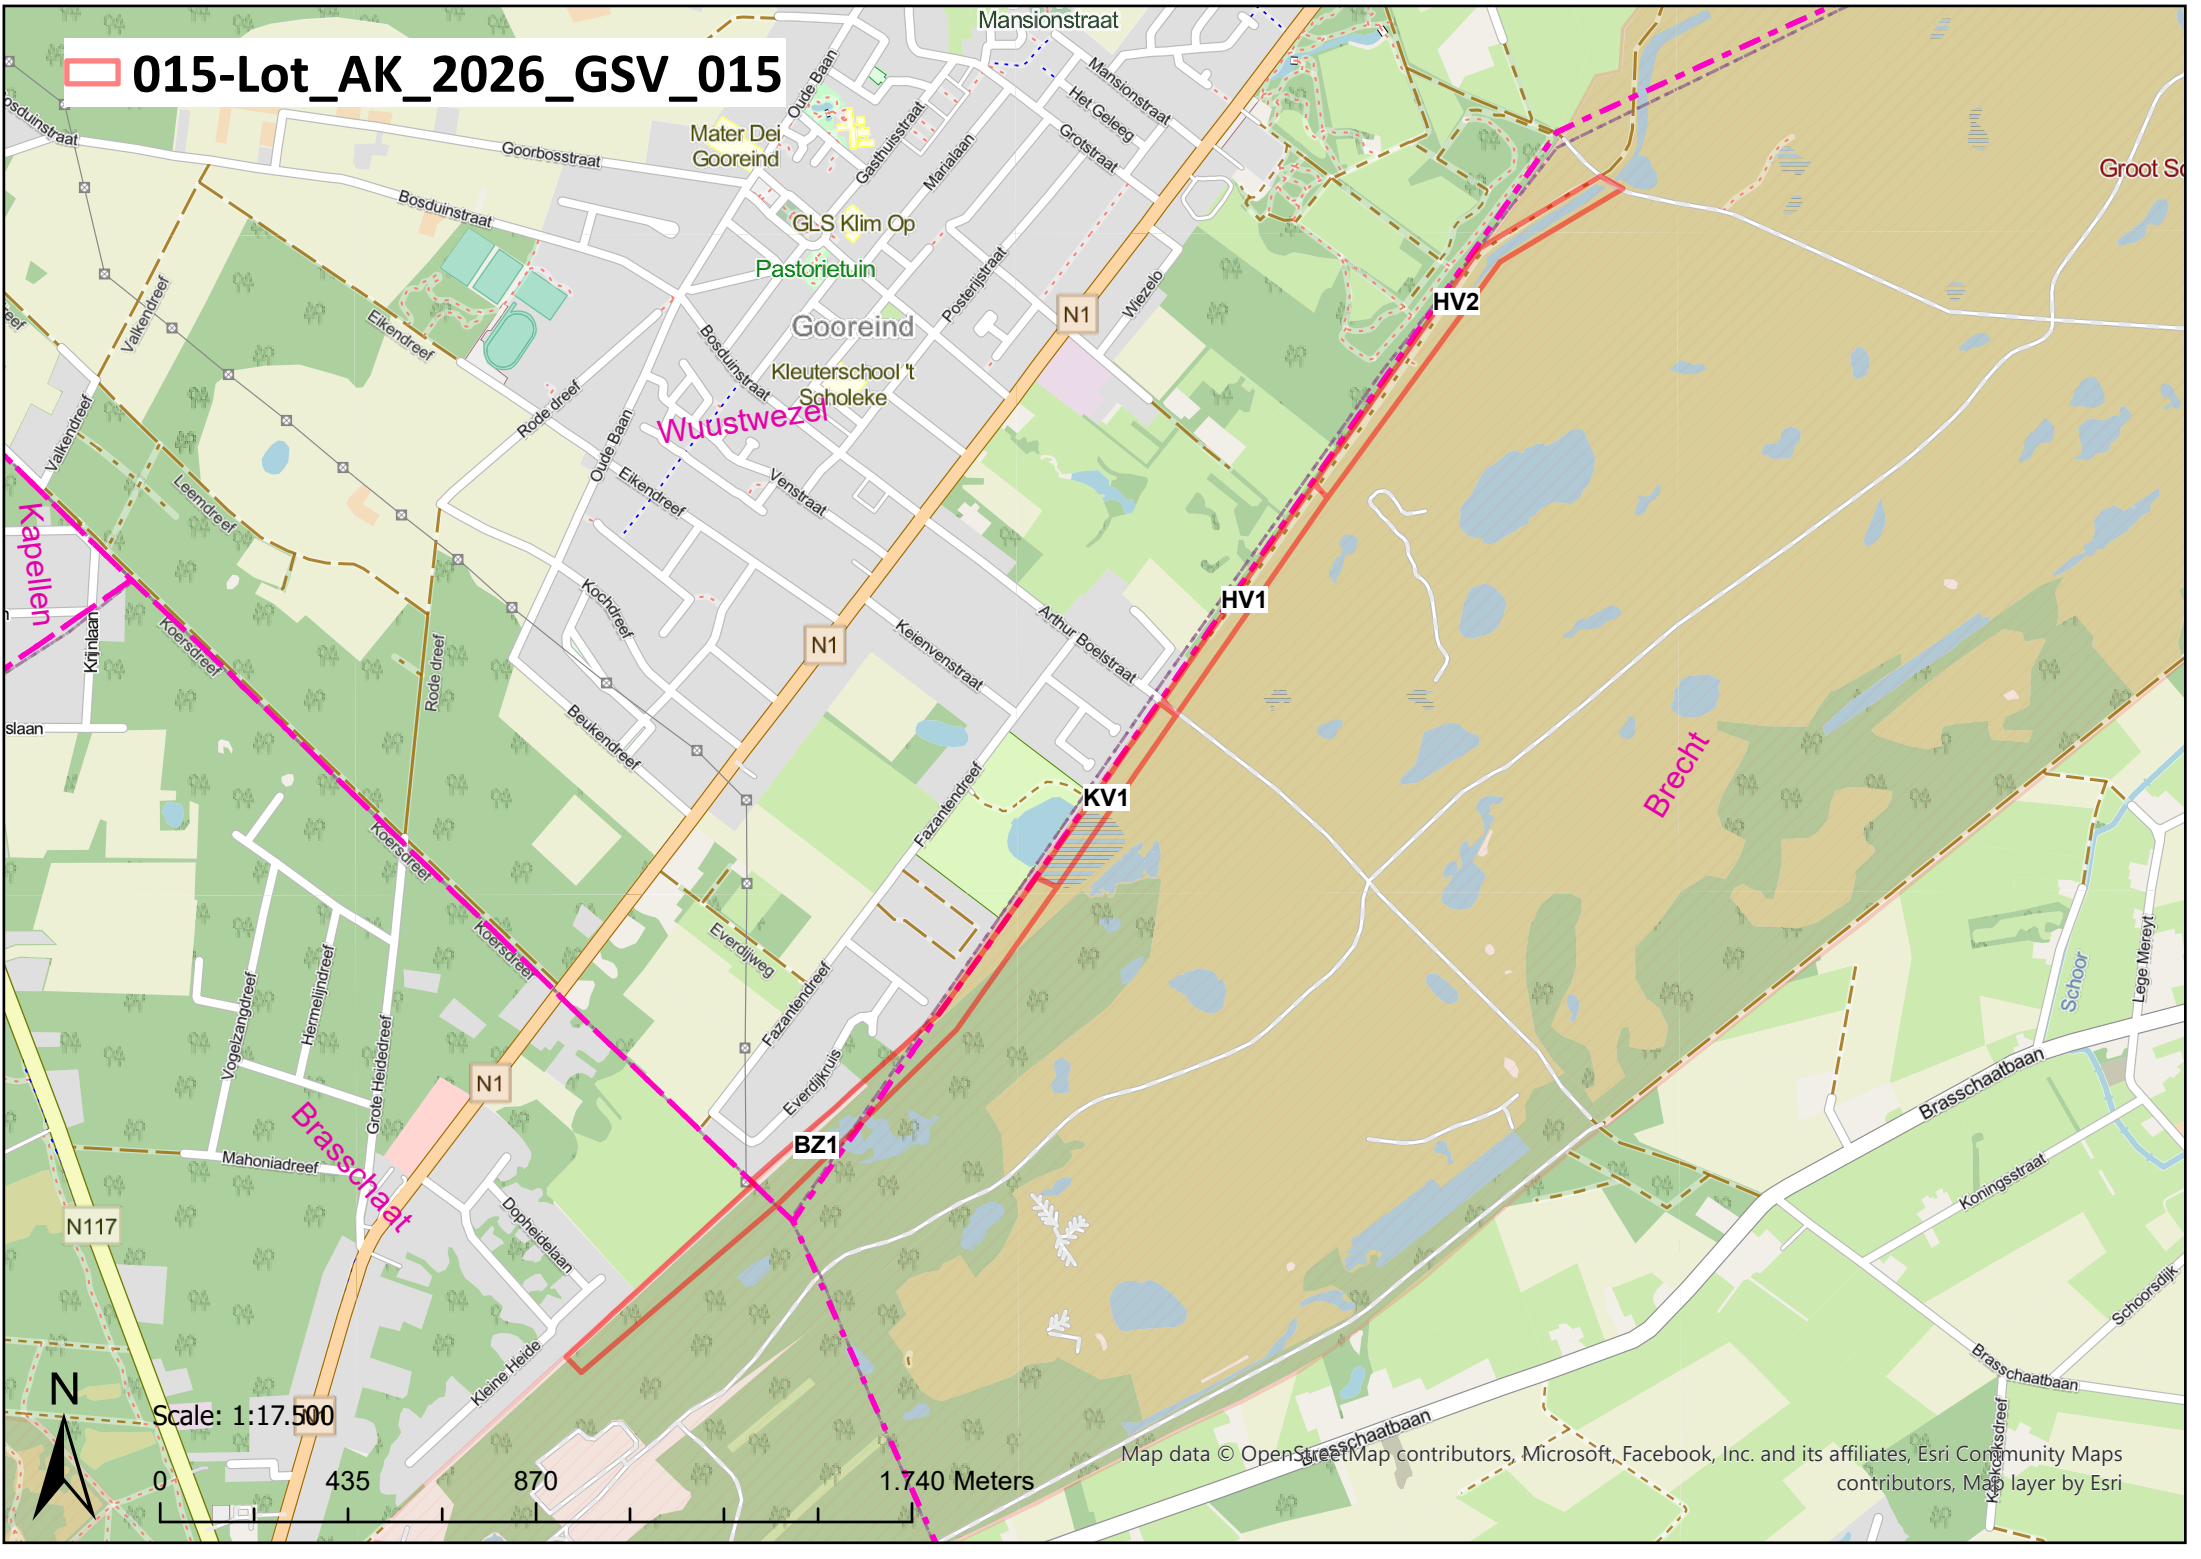 015-Lot_AK_2026_GSV_015
Mansionstraat
Oude Baan
Mansionstraat
Het Geleeg
Grotstraat
Mater Dei
Gooreind
Gasthuisstraat
Marialaan
osduinstraat
Goorbosstraat
Bosduinstraat
GLS Klim Op
Pastorietuin
Posterijstraat
Wiezelo
N1
Groot Sc
HV2
Valkendreef
Eikendreef
Gooreind
Bosduinstraat
Kleuterschool 't
Scholeke
Wuustwezel
Rode dreef
Oude Baan
Eikendreef
Venstraat
Valkendreef
Leemdreef
Kapellen
Krijnlaan
Koersdreef
Rode dreef
Kochdreef
N1
Keienvenstraat
Arthur Boelstraat
HV1
Beukendreef
slaan
Brecht
KV1
Fazantendreef
Koersdreef
Koersdreef
Everdijweg
Fazantendreef
Everdijkruis
Vogelzangdreef
Hermelijndreef
Grote Heidedreef
N1
Brasschaat
Mahoniadreef
N117
Dopheidelaan
Kleine Heide
BZ1
Schoor
Lege Mereyt
Brasschaatbaan
Koningsstraat
Schoorsdijk
Brasschaatbaan
Brasschaatbaan
N
Scale: 1:17.500
N1
0 435 870 1.740 Meters
Map data © OpenStreetMap contributors, Microsoft, Facebook, Inc. and its affiliates, Esri Community Maps
contributors, Map layer by Esri